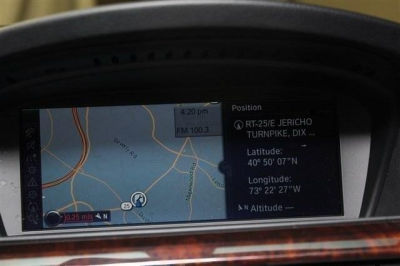 4:20 pm
FM 100.3
Position
RT-25/E JERICHO
TURNPIKE, DIX ...
Latitude:
40° 50' 07"N
Longitude:
73° 22' 27"W
N Altitude ----
25
0.25 mls N